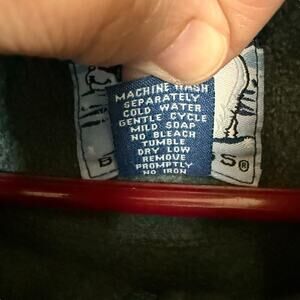 MACHINE WASH
SEPARATELY
COLD WATER
GENTLE CYCLE
MILD SOAP
NO BLEACH
TUMBLE
DRY LOW
REMOVE
PROMPTLY
NO IRON